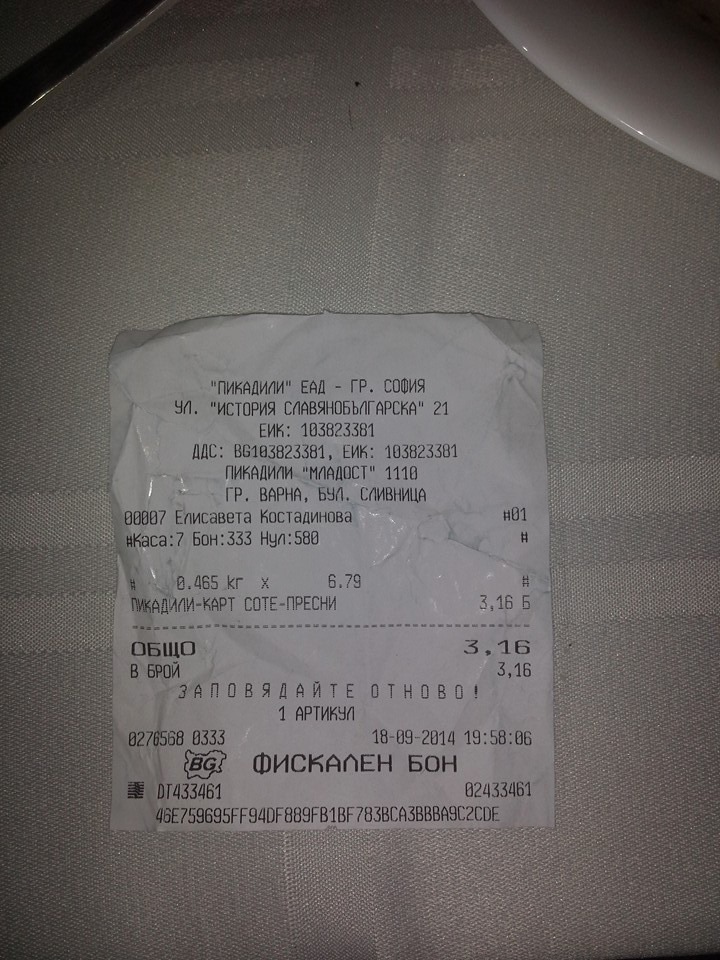 "ПИКАДИЛИ" ЕАД - ГР. СОФИЯ
УЛ. "ИСТОРИЯ СЛАВЯНОБЪЛГАРСКА" 21
ЕИК: 103823381
ДДС: BG103823381, ЕИК: 103823381
ПИКАДИЛИ "МЛАДОСТ" 1110
ГР. ВАРНА, БУЛ. СЛИВНИЦА
00007 Елисавета Костадинова #01
#Каса:7 Бон:333 Нул:580 #
# 0.465 кг x 6.79 #
ПИКАДИЛИ-КАРТ СОТЕ-ПРЕСНИ 3,16 Б
ОБЩО 3,16
В БРОЙ 3,16
ЗАПОВЯДАЙТЕ ОТНОВО!
1 АРТИКУЛ
0276568 0333 18-09-2014 19:58:06
BG ФИСКАЛЕН БОН
DT433461 02433461
46E759695FF94DF889FB1BF783BCA3BBBA9C2CDE